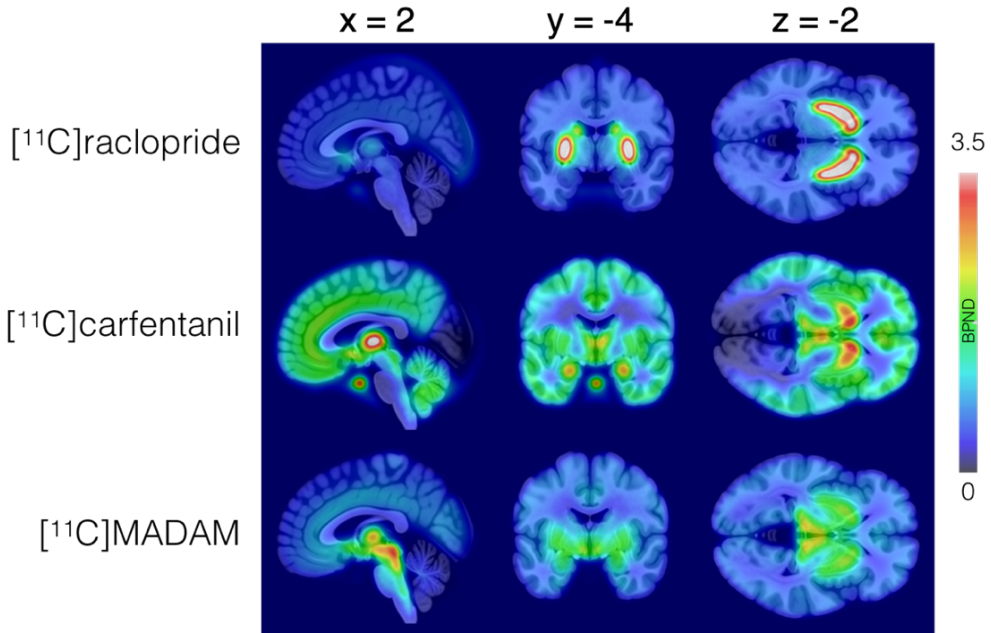 x = 2 y = -4 z = -2
[¹¹C]raclopride
3.5
[¹¹C]carfentanil
BPND
0
[¹¹C]MADAM